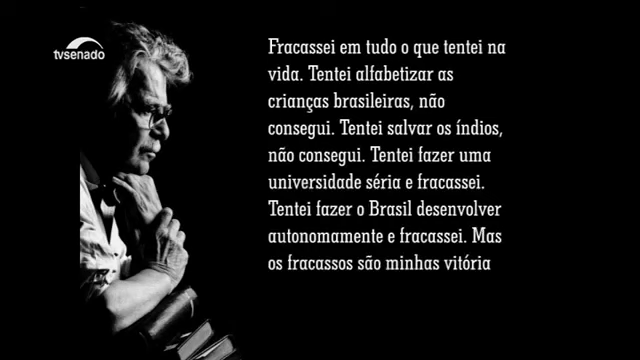 tvsenado
Fracassei em tudo o que tentei na
vida. Tentei alfabetizar as
crianças brasileiras, não
consegui. Tentei salvar os índios,
não consegui. Tentei fazer uma
universidade séria e fracassei.
Tentei fazer o Brasil desenvolver
autonomamente e fracassei. Mas
os fracassos são minhas vitória